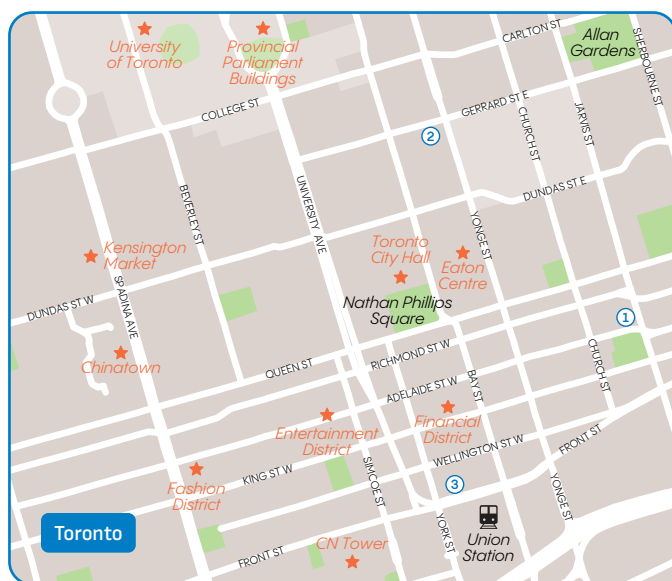 University
of Toronto
Provincial
Parliament
Buildings
CARLTON ST
Allan
Gardens
SHERBOURNE ST
COLLEGE ST
GERRARD ST E
CHURCH ST
JARVIS ST
2
BEVERLEY ST
UNIVERSITY AVE
DUNDAS ST E
YONGE ST
Kensington
Market
Toronto
City Hall
Eaton
Centre
SPADINA AVE
DUNDAS ST W
Nathan Phillips
Square
1
Chinatown
QUEEN ST
RICHMOND ST W
BAY ST
CHURCH ST
ADELAIDE ST W
Entertainment
District
Financial
District
WELLINGTON ST W
FRONT ST
Fashion
District
KING ST W
SIMCOE ST
3
YONGE ST
Toronto
FRONT ST
CN Tower
YORK ST
Union
Station